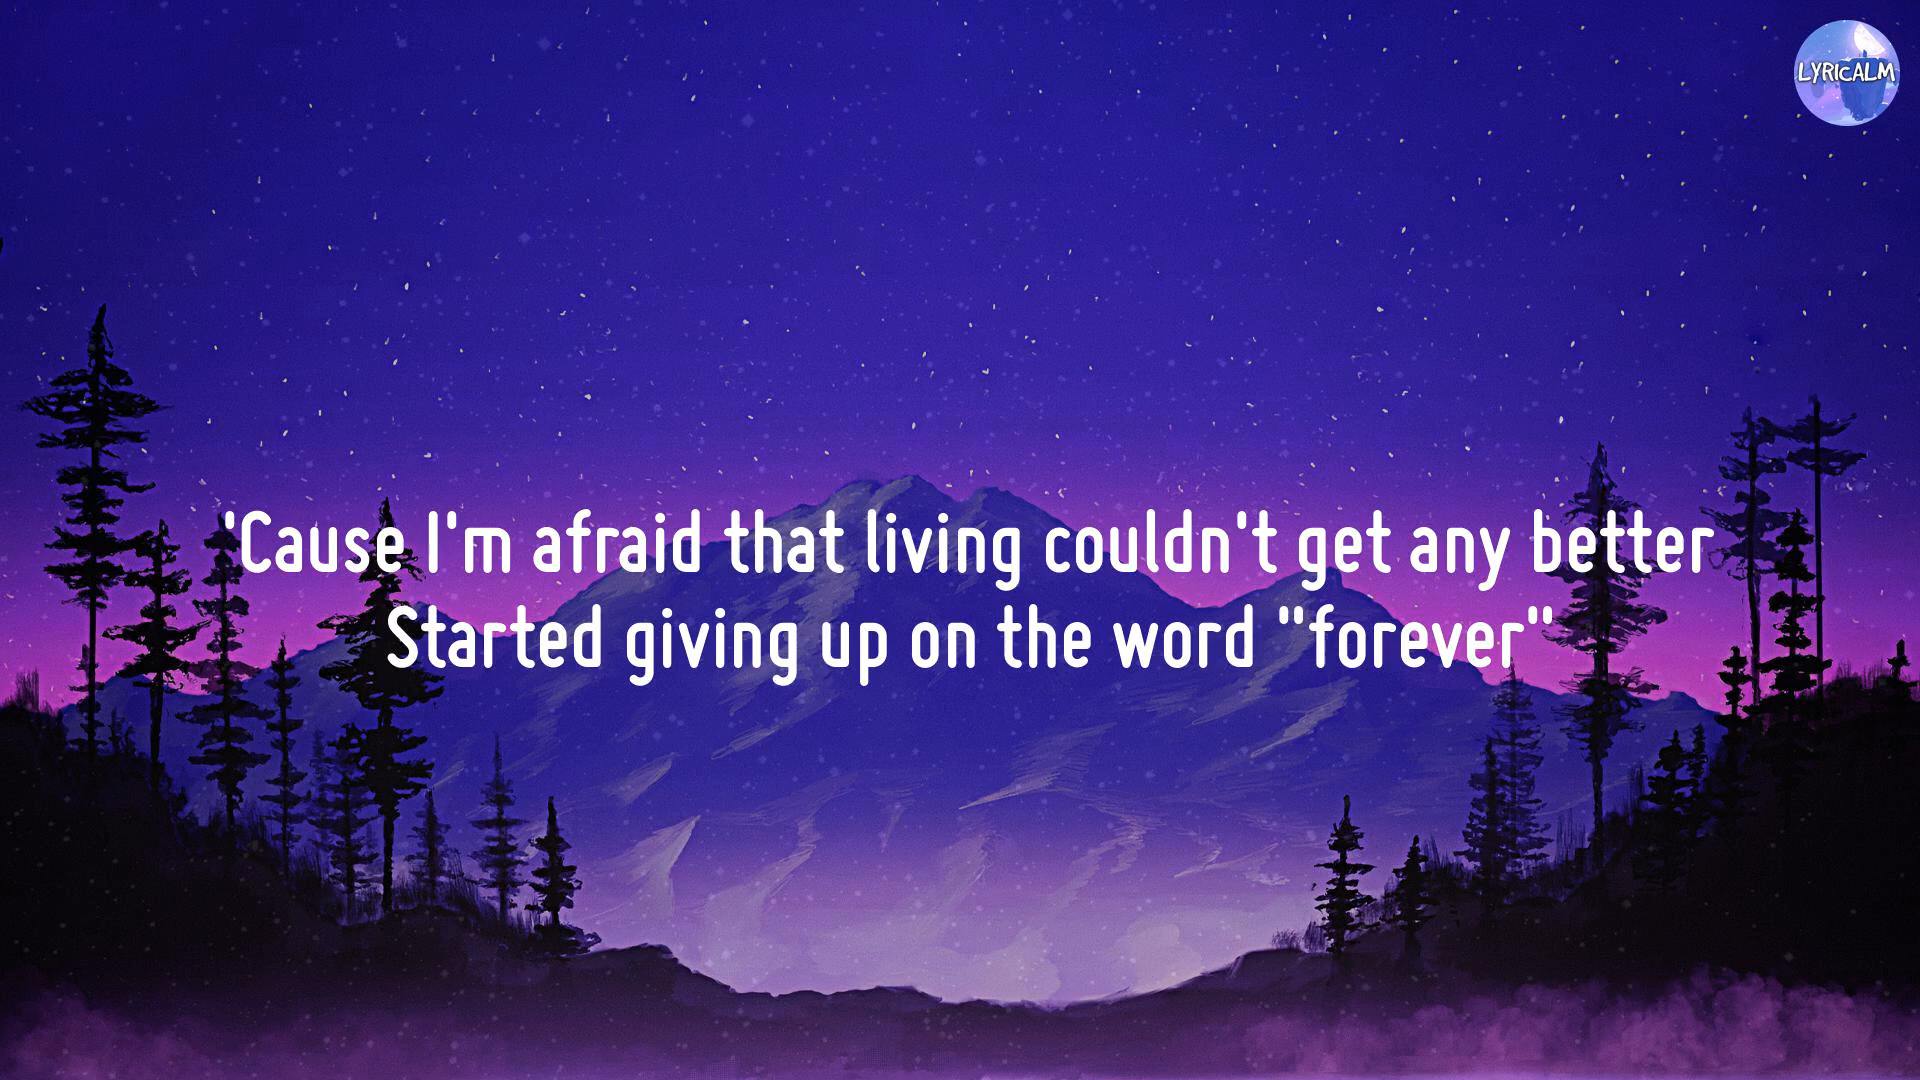 LYRICALM
'Cause I'm afraid that living couldn't get any better
Started giving up on the word "forever"